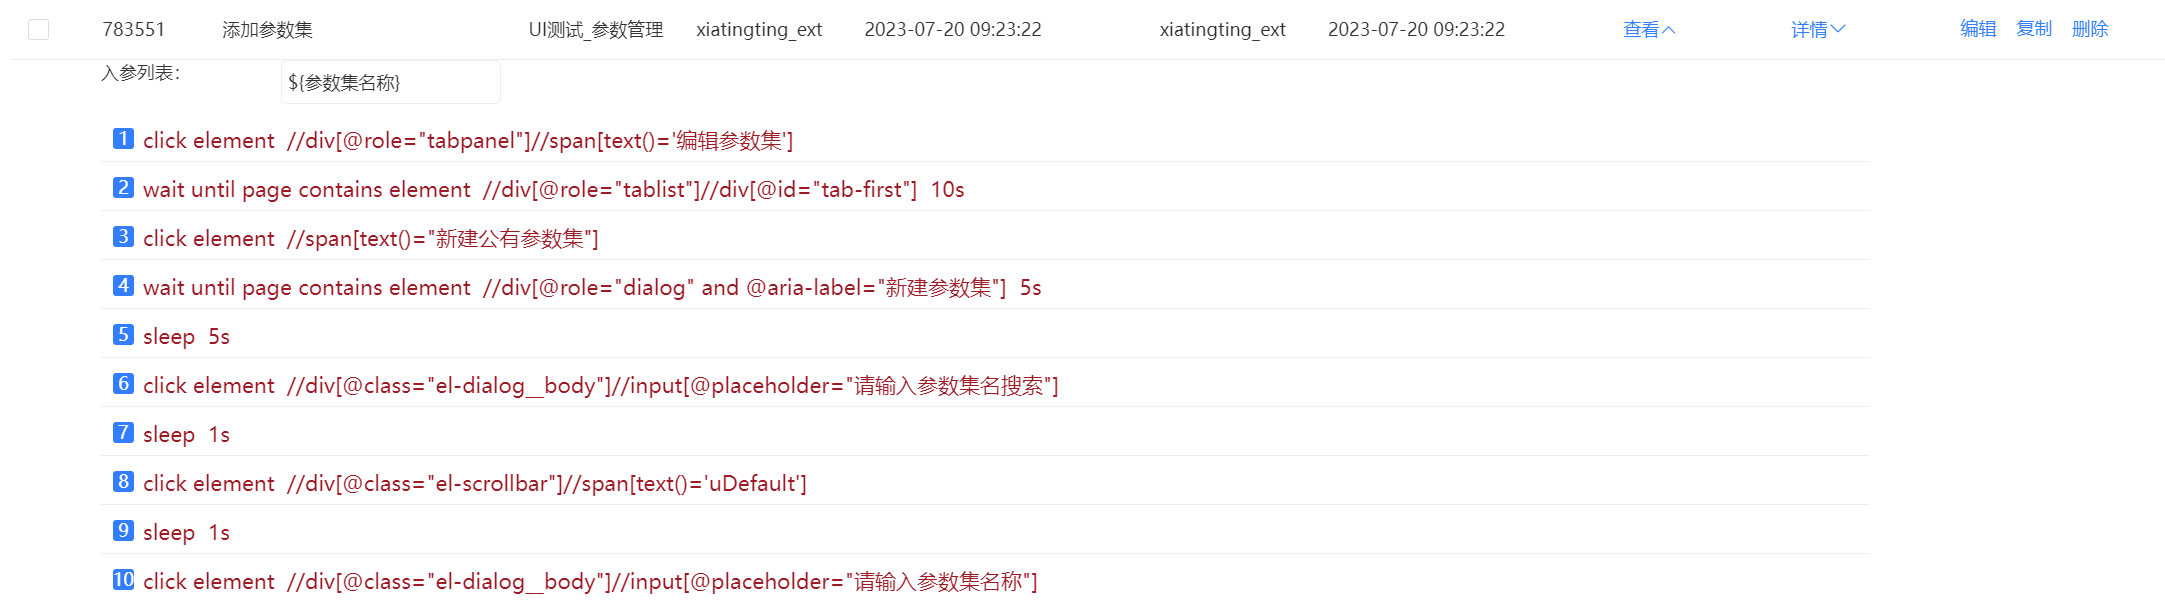 783551 添加参数集 UI测试_参数管理 xiatingting_ext 2023-07-20 09:23:22 xiatingting_ext 2023-07-20 09:23:22 查看 详情 编辑 复制 删除
入参列表: ${参数集名称}
1 click element  //div[@role="tabpanel"]//span[text()='编辑参数集']
2 wait until page contains element  //div[@role="tablist"]//div[@id="tab-first"]  10s
3 click element  //span[text()="新建公有参数集"]
4 wait until page contains element  //div[@role="dialog" and @aria-label="新建参数集"]  5s
5 sleep  5s
6 click element  //div[@class="el-dialog__body"]//input[@placeholder="请输入参数集名搜索"]
7 sleep  1s
8 click element  //div[@class="el-scrollbar"]//span[text()='uDefault']
9 sleep  1s
10 click element  //div[@class="el-dialog__body"]//input[@placeholder="请输入参数集名称"]